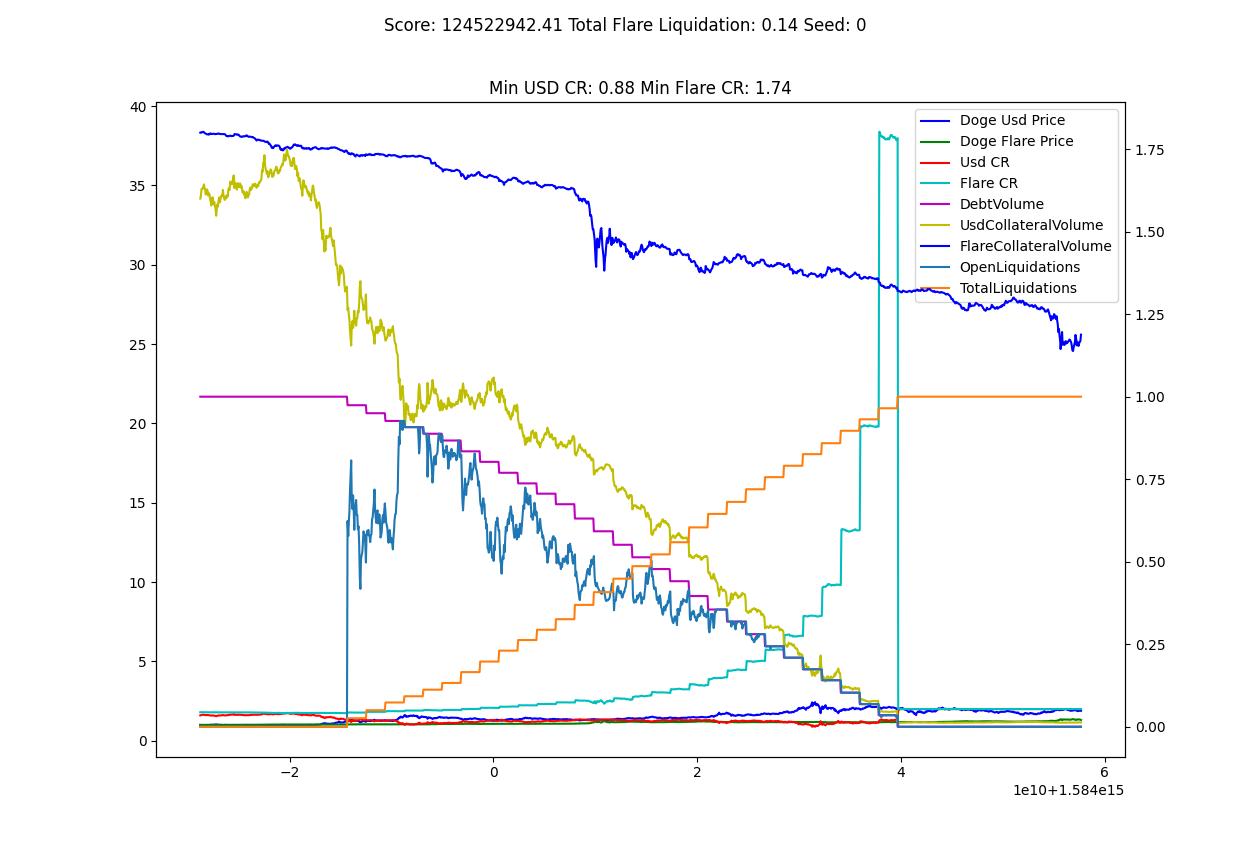 Score: 124522942.41 Total Flare Liquidation: 0.14 Seed: 0
Min USD CR: 0.88 Min Flare CR: 1.74
Doge Usd Price
Doge Flare Price
Usd CR
Flare CR
DebtVolume
UsdCollateralVolume
FlareCollateralVolume
OpenLiquidations
TotalLiquidations
40
35
30
25
20
15
10
5
0
1.75
1.50
1.25
1.00
0.75
0.50
0.25
0.00
−2 0 2 4 6
1e10+1.584e15